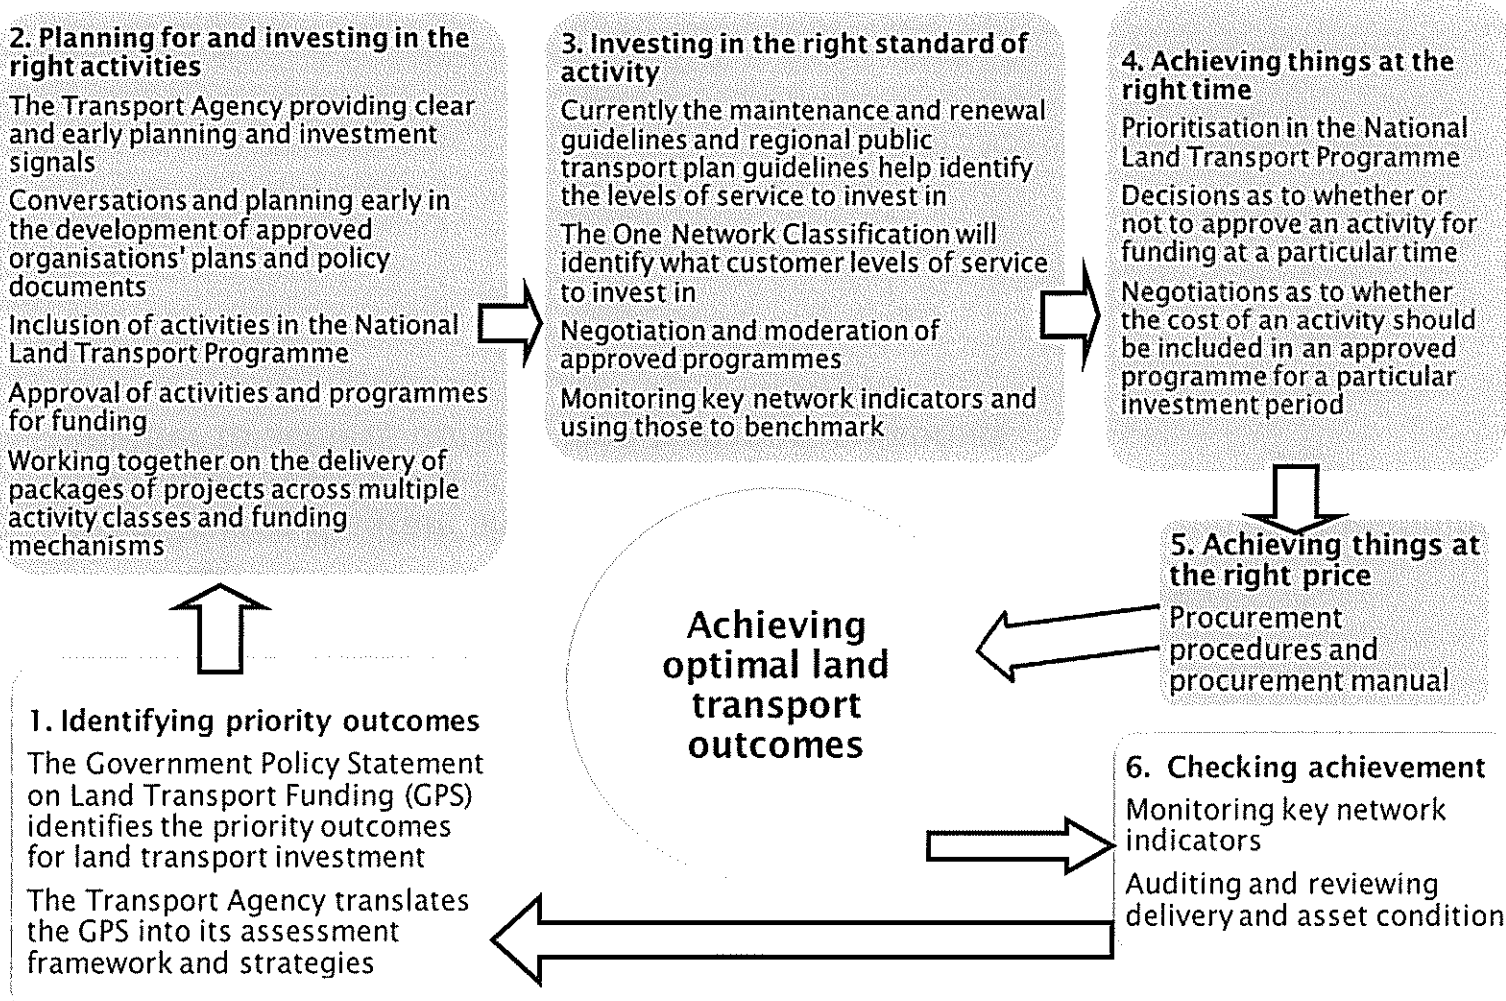 2. Planning for and investing in the
right activities
The Transport Agency providing clear
and early planning and investment
signals
Conversations and planning early in
the development of approved
organisations' plans and policy
documents
Inclusion of activities in the National
Land Transport Programme
Approval of activities and programmes
for funding
Working together on the delivery of
packages of projects across multiple
activity classes and funding
mechanisms
3. Investing in the right standard of
activity
Currently the maintenance and renewal
guidelines and regional public
transport plan guidelines help identify
the levels of service to invest in
The One Network Classification will
identify what customer levels of service
to invest in
Negotiation and moderation of
approved programmes
Monitoring key network indicators and
using those to benchmark
4. Achieving things at the
right time
Prioritisation in the National
Land Transport Programme
Decisions as to whether or
not to approve an activity for
funding at a particular time
Negotiations as to whether
the cost of an activity should
be included in an approved
programme for a particular
investment period
5. Achieving things at
the right price
Procurement
procedures and
procurement manual
Achieving
optimal land
transport
outcomes
1. Identifying priority outcomes
The Government Policy Statement
on Land Transport Funding (GPS)
identifies the priority outcomes
for land transport investment
The Transport Agency translates
the GPS into its assessment
framework and strategies
6. Checking achievement
Monitoring key network
indicators
Auditing and reviewing
delivery and asset condition